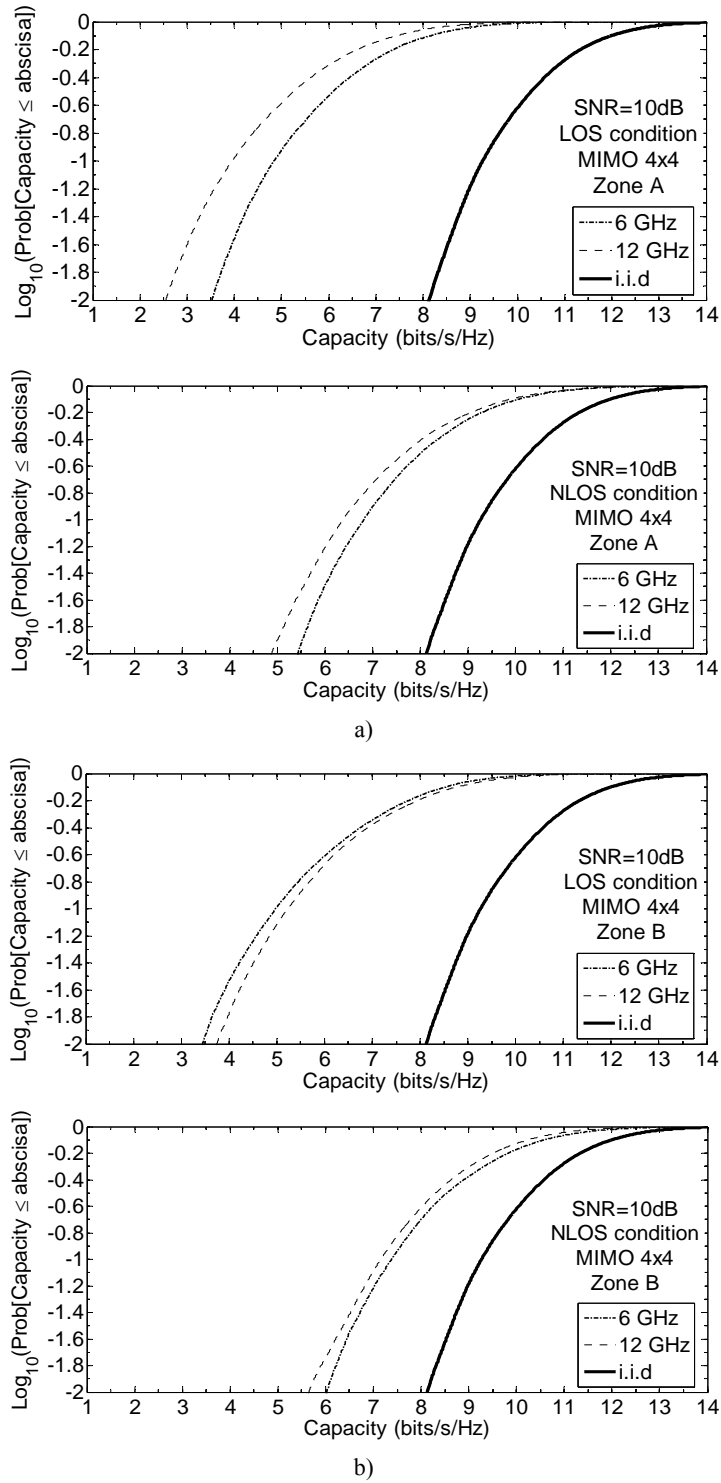 Log10(Prob[Capacity ≤ abscisa])
0
-0.2
-0.4
-0.6
-0.8
-1
-1.2
-1.4
-1.6
-1.8
-2
SNR=10dB
LOS condition
MIMO 4x4
Zone A
6 GHz
12 GHz
i.i.d
1 2 3 4 5 6 7 8 9 10 11 12 13 14
Capacity (bits/s/Hz)
Log10(Prob[Capacity ≤ abscisa])
0
-0.2
-0.4
-0.6
-0.8
-1
-1.2
-1.4
-1.6
-1.8
-2
SNR=10dB
NLOS condition
MIMO 4x4
Zone A
6 GHz
12 GHz
i.i.d
1 2 3 4 5 6 7 8 9 10 11 12 13 14
Capacity (bits/s/Hz)
a)
Log10(Prob[Capacity ≤ abscisa])
0
-0.2
-0.4
-0.6
-0.8
-1
-1.2
-1.4
-1.6
-1.8
-2
SNR=10dB
LOS condition
MIMO 4x4
Zone B
6 GHz
12 GHz
i.i.d
1 2 3 4 5 6 7 8 9 10 11 12 13 14
Capacity (bits/s/Hz)
Log10(Prob[Capacity ≤ abscisa])
0
-0.2
-0.4
-0.6
-0.8
-1
-1.2
-1.4
-1.6
-1.8
-2
SNR=10dB
NLOS condition
MIMO 4x4
Zone B
6 GHz
12 GHz
i.i.d
1 2 3 4 5 6 7 8 9 10 11 12 13 14
Capacity (bits/s/Hz)
b)